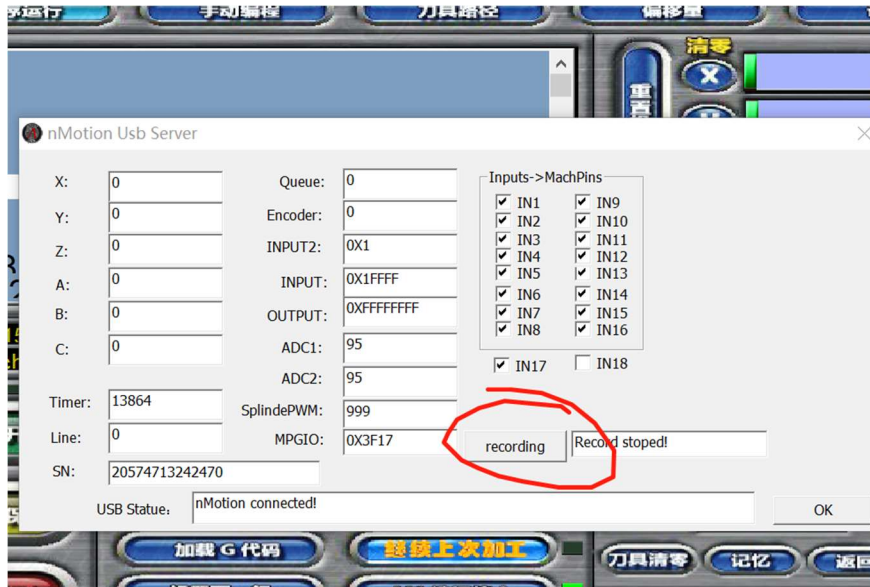 手动编程 刀具路径 偏移量
清零
X
nMotion Usb Server
X: 0 Queue: 0 Inputs->MachPins
Y: 0 Encoder: 0 IN1 IN9
Z: 0 INPUT2: 0X1 IN2 IN10
A: 0 INPUT: 0X1FFFF IN3 IN11
B: 0 OUTPUT: 0XFFFFFFFF IN4 IN12
C: 0 ADC1: 95 IN5 IN13
ADC2: 95 IN6 IN14
Timer: 13864 SplindePWM: 999 IN7 IN15
Line: 0 MPGIO: 0X3F17 IN8 IN16
IN17 IN18
recording Record stoped!
SN: 20574713242470
USB Statue: nMotion connected!
OK
加载 G 代码 继续上次加工 刀具清零 记忆 返回